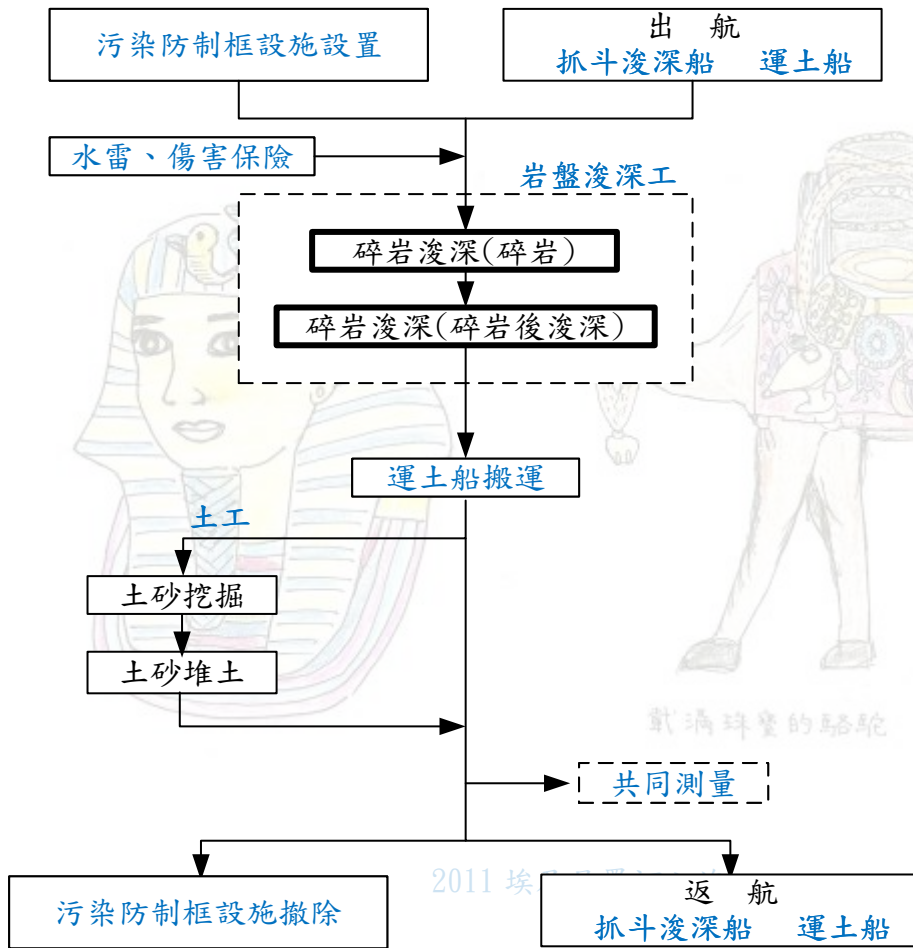 污染防制框設施設置
出 航
抓斗浚深船 運土船
水雷、傷害保險
岩盤浚深工
碎岩浚深(碎岩)
碎岩浚深(碎岩後浚深)
運土船搬運
土工
土砂挖掘
土砂堆土
戴滿珠寶的駱駝
共同測量
2011 埃
污染防制框設施撤除
返 航
抓斗浚深船 運土船